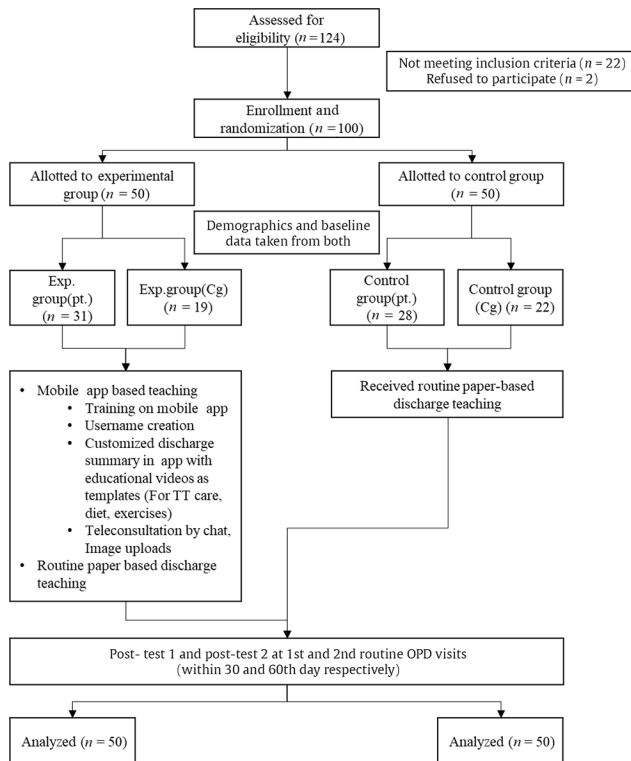 Assessed for
eligibility (n=124)
Not meeting inclusion criteria (n = 22)
Refused to participate (n = 2)
Enrollment and
randomization (n = 100)
Allotted to experimental
group (n = 50)
Allotted to control group
(n = 50)
Demographics and baseline
data taken from both
Exp.
group(pt.)
(n = 31)
Exp.group(Cg)
(n = 19)
Control
group(pt.)
(n = 28)
Control group
(Cg) (n = 22)
• Mobile app based teaching
• Training on mobile app
• Username creation
• Customized discharge
summary in app with
educational videos as
templates (For TT care,
diet, exercises)
• Teleconsultation by chat,
Image uploads
• Routine paper based discharge
teaching
Received routine paper-based
discharge teaching
Post- test 1 and post-test 2 at 1st and 2nd routine OPD visits
(within 30 and 60th day respectively)
Analyzed (n = 50)
Analyzed (n = 50)